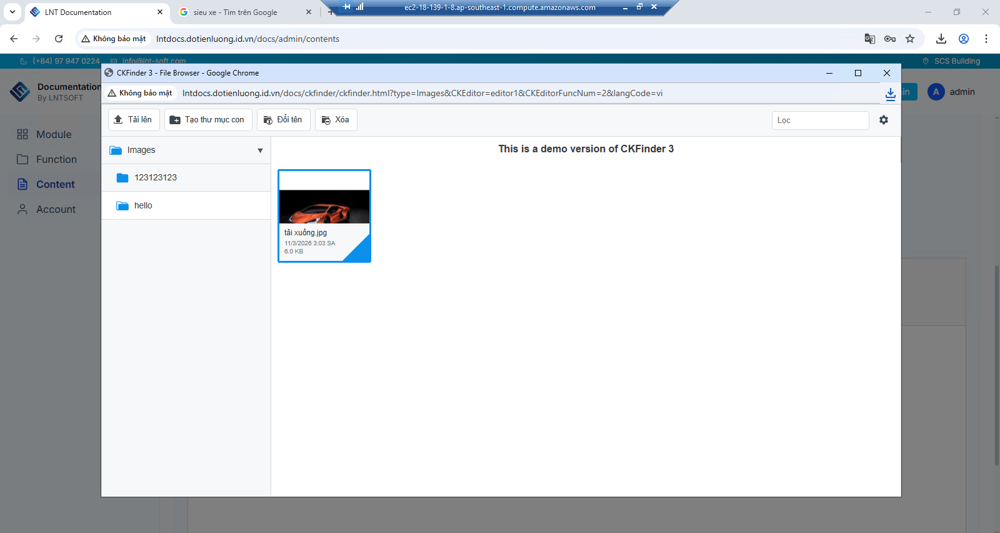 LNT Documentation
sieu xe - Tìm trên Google
ec2-18-139-1-8.ap-southeast-1.compute.amazonaws.com
Không bảo mật
lntdocs.dotienluong.id.vn/docs/admin/contents
(+84) 97 947 0224
info@lnt-soft.com
SCS Buliding
Documentation
By LNTSOFT
in
A
admin
Module
Function
Content
Account
CKFinder 3 - File Browser - Google Chrome
Không bảo mật
lntdocs.dotienluong.id.vn/docs/ckfinder/ckfinder.html?type=Images&CKEditor=editor1&CKEditorFuncNum=2&langCode=vi
Tải lên
Tạo thư mục con
Đổi tên
Xóa
Lọc
Images
123123123
hello
This is a demo version of CKFinder 3
tải xuống.jpg
11/3/2026 3:03 SA
6.0 KB